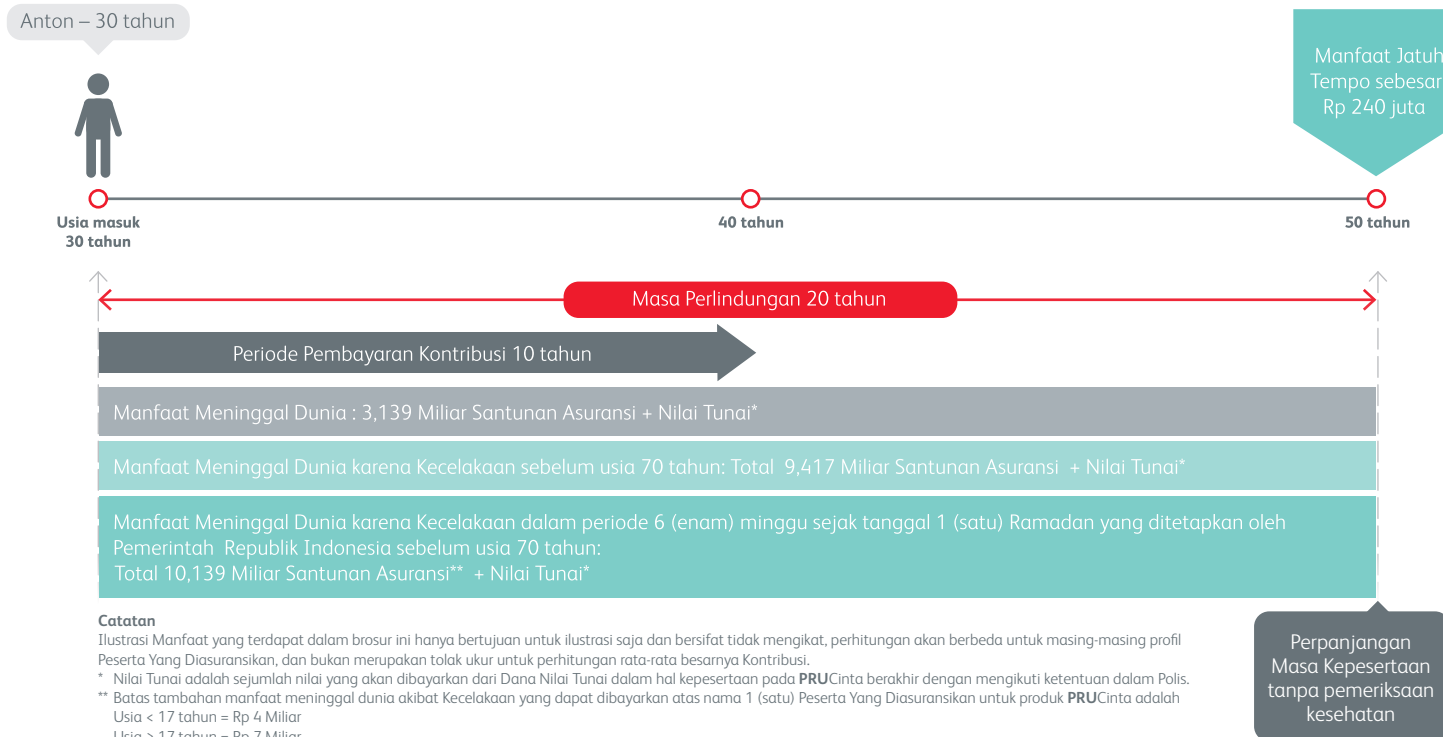 Anton – 30 tahun
Manfaat Jatuh
Tempo sebesar
Rp 240 juta
Usia masuk
30 tahun
40 tahun
50 tahun
Masa Perlindungan 20 tahun
Periode Pembayaran Kontribusi 10 tahun
Manfaat Meninggal Dunia : 3,139 Miliar Santunan Asuransi + Nilai Tunai*
Manfaat Meninggal Dunia karena Kecelakaan sebelum usia 70 tahun: Total 9,417 Miliar Santunan Asuransi + Nilai Tunai*
Manfaat Meninggal Dunia karena Kecelakaan dalam periode 6 (enam) minggu sejak tanggal 1 (satu) Ramadan yang ditetapkan oleh
Pemerintah Republik Indonesia sebelum usia 70 tahun:
Total 10,139 Miliar Santunan Asuransi** + Nilai Tunai*
Catatan
Ilustrasi Manfaat yang terdapat dalam brosur ini hanya bertujuan untuk ilustrasi saja dan bersifat tidak mengikat, perhitungan akan berbeda untuk masing-masing profil
Peserta Yang Diasuransikan, dan bukan merupakan tolak ukur untuk perhitungan rata-rata besarnya Kontribusi.
* Nilai Tunai adalah sejumlah nilai yang akan dibayarkan dari Dana Nilai Tunai dalam hal kepesertaan pada PRUCinta berakhir dengan mengikuti ketentuan dalam Polis.
** Batas tambahan manfaat meninggal dunia akibat Kecelakaan yang dapat dibayarkan atas nama 1 (satu) Peserta Yang Diasuransikan untuk produk PRUCinta adalah
Usia < 17 tahun = Rp 4 Miliar
Usia > 17 tahun = Rp 7 Miliar
Perpanjangan
Masa Kepesertaan
tanpa pemeriksaan
kesehatan